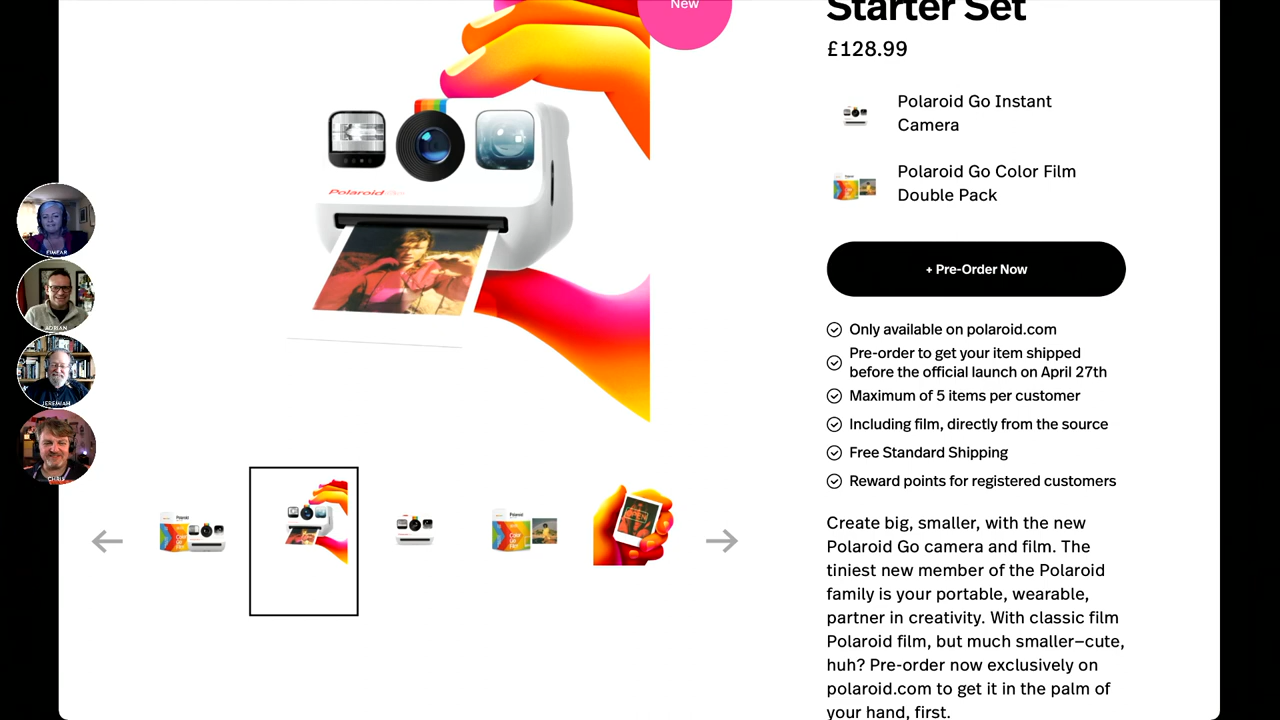 New
Starter Set
£128.99
Polaroid Go Instant
Camera
Polaroid Go Color Film
Double Pack
+ Pre-Order Now
Only available on polaroid.com
Pre-order to get your item shipped
before the official launch on April 27th
Maximum of 5 items per customer
Including film, directly from the source
Free Standard Shipping
Reward points for registered customers
Create big, smaller, with the new
Polaroid Go camera and film. The
tiniest new member of the Polaroid
family is your portable, wearable,
partner in creativity. With classic film
Polaroid film, but much smaller—cute,
huh? Pre-order now exclusively on
polaroid.com to get it in the palm of
your hand, first.
Polaroid Go
EIMEAR
ADRIAN
JEREMIAH
CHRIS